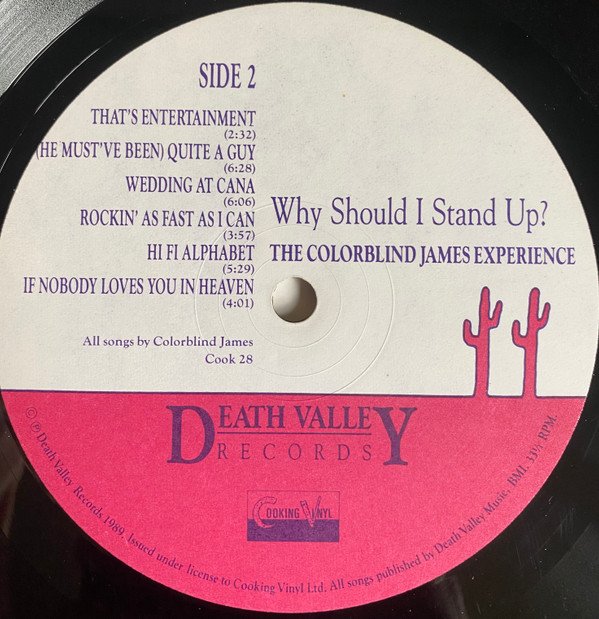 SIDE 2
THAT'S ENTERTAINMENT
(2:32)
(HE MUST'VE BEEN) QUITE A GUY
(6:28)
WEDDING AT CANA
(6:06)
ROCKIN' AS FAST AS I CAN
(3:57)
HI FI ALPHABET
(5:29)
IF NOBODY LOVES YOU IN HEAVEN
(4:01)
All songs by Colorblind James
Cook 28
Why Should I Stand Up?
THE COLORBLIND JAMES EXPERIENCE
DEATH VALLEY
RECORDS
COOKING VINYL
© ℗ Death Valley Records 1989. Issued under license to Cooking Vinyl Ltd. All songs published by Death Valley Music. BMI. 33⅓ RPM.